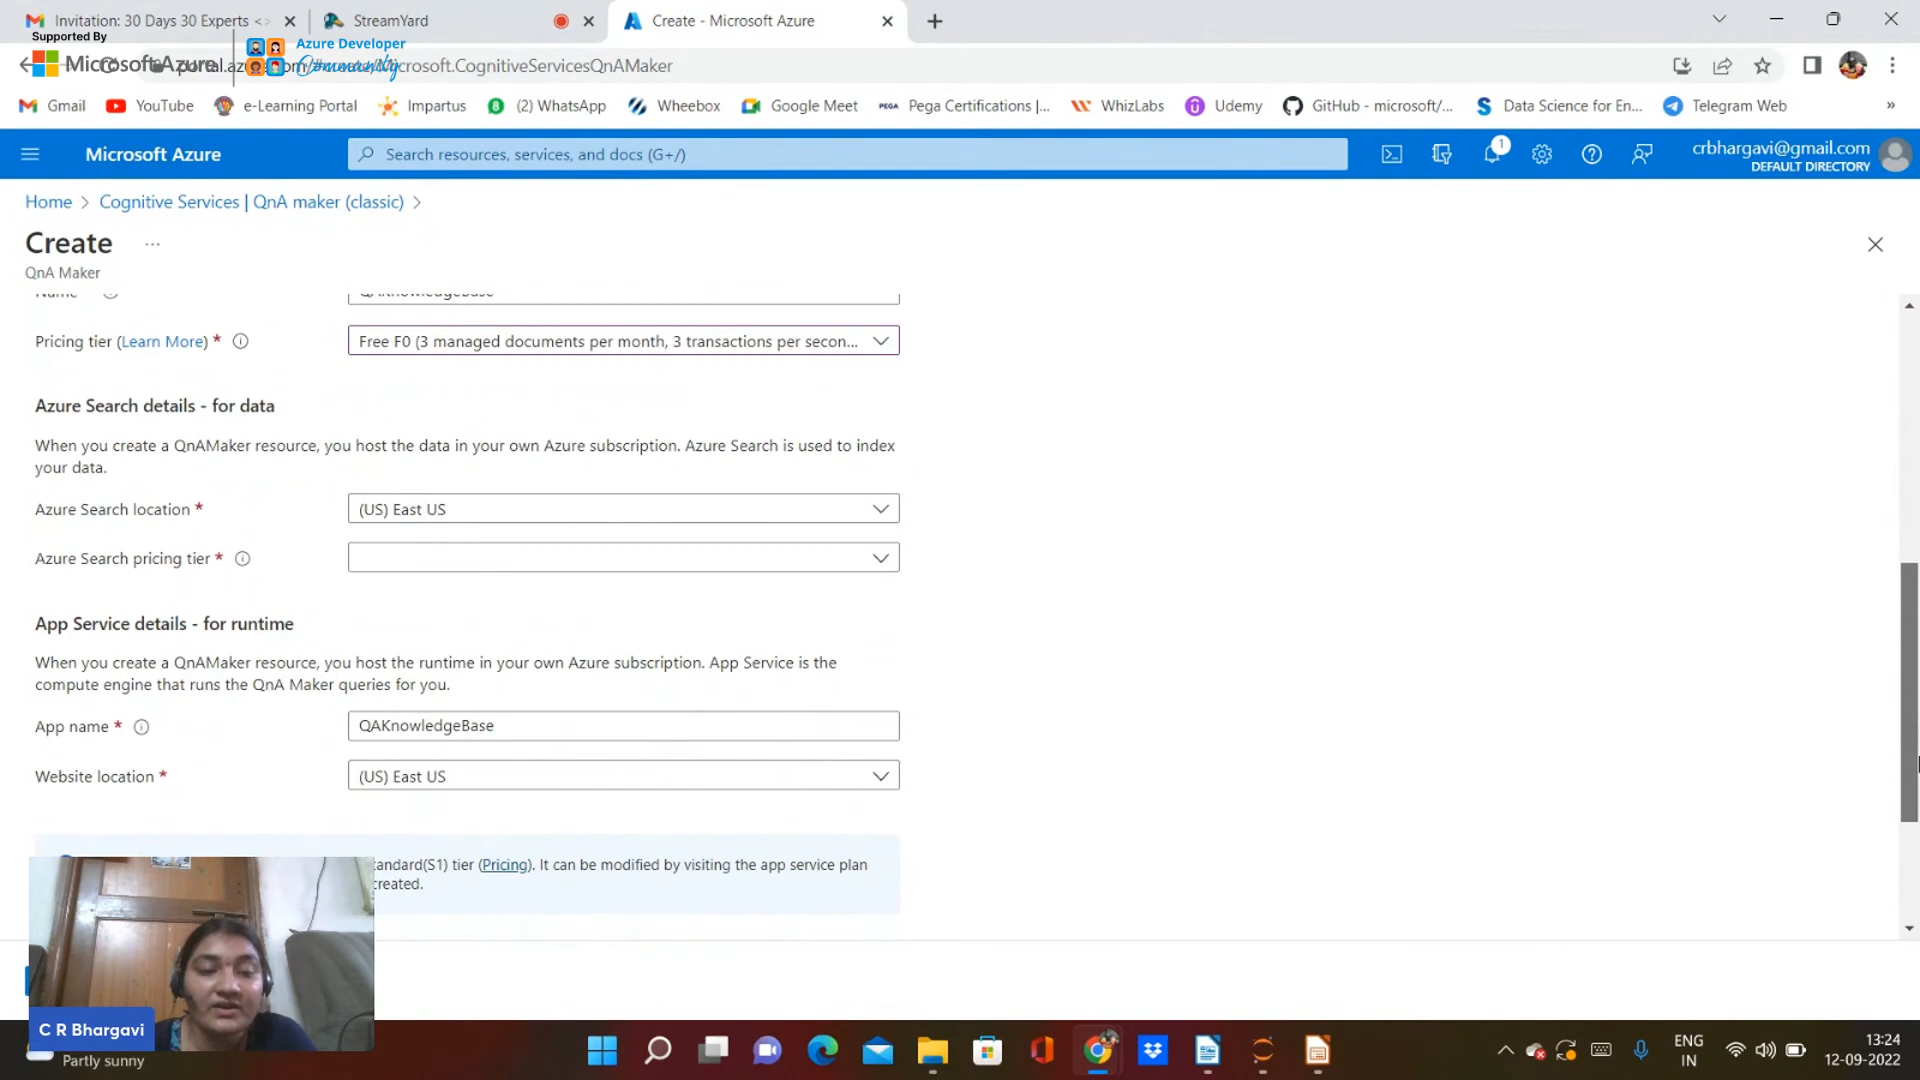 Invitation: 30 Days 30 Experts <>
StreamYard
Create - Microsoft Azure
Supported By
Microsoft Azure
Azure Developer
Community
Microsoft.CognitiveServicesQnAMaker
Gmail
YouTube
e-Learning Portal
Impartus
(2) WhatsApp
Wheebox
Google Meet
Pega Certifications |...
WhizLabs
Udemy
GitHub - microsoft/...
Data Science for En...
Telegram Web
»
Microsoft Azure
Search resources, services, and docs (G+/)
1
crbhargavi@gmail.com
DEFAULT DIRECTORY
Home > Cognitive Services | QnA maker (classic) >
Create ...
QnA Maker
Name
QAKnowledgeBase
Pricing tier (Learn More) *
Free F0 (3 managed documents per month, 3 transactions per secon...
Azure Search details - for data
When you create a QnAMaker resource, you host the data in your own Azure subscription. Azure Search is used to index
your data.
Azure Search location *
(US) East US
Azure Search pricing tier *
App Service details - for runtime
When you create a QnAMaker resource, you host the runtime in your own Azure subscription. App Service is the
compute engine that runs the QnA Maker queries for you.
App name *
QAKnowledgeBase
Website location *
(US) East US
tandard(S1) tier (Pricing). It can be modified by visiting the app service plan
created.
C R Bhargavi
Partly sunny
ENG
IN
13:24
12-09-2022